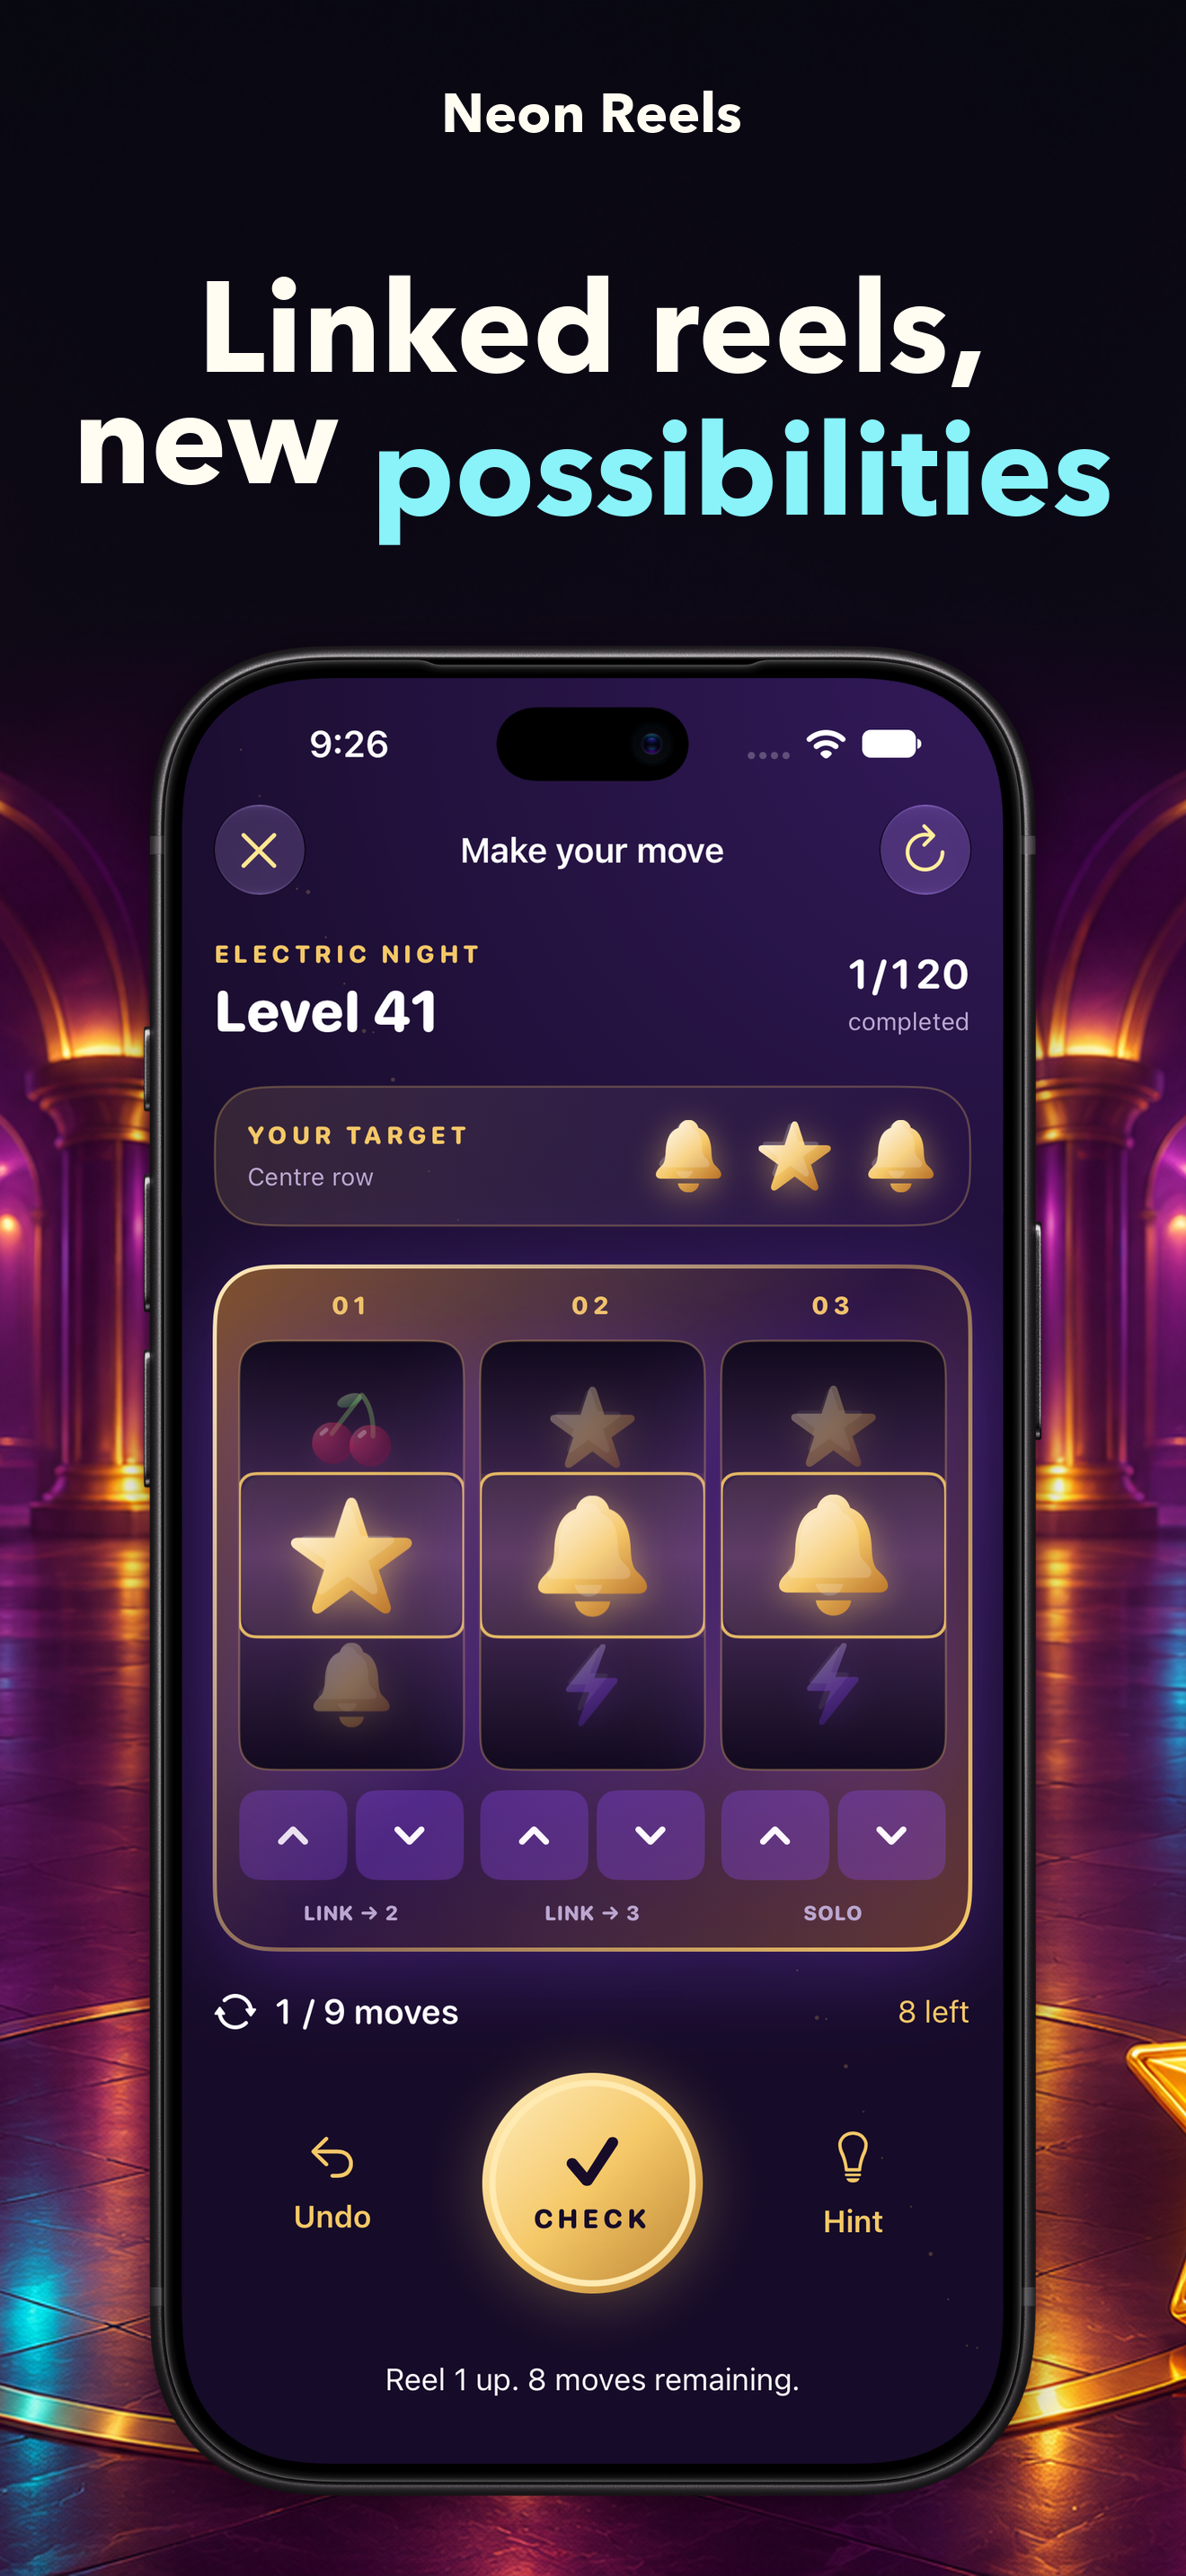 Neon Reels
Linked reels,
new possibilities
9:26
Make your move
ELECTRIC NIGHT
Level 41
1/120
completed
YOUR TARGET
Centre row
01 02 03
LINK → 2 LINK → 3 SOLO
1 / 9 moves
8 left
CHECK
Undo
Hint
Reel 1 up. 8 moves remaining.